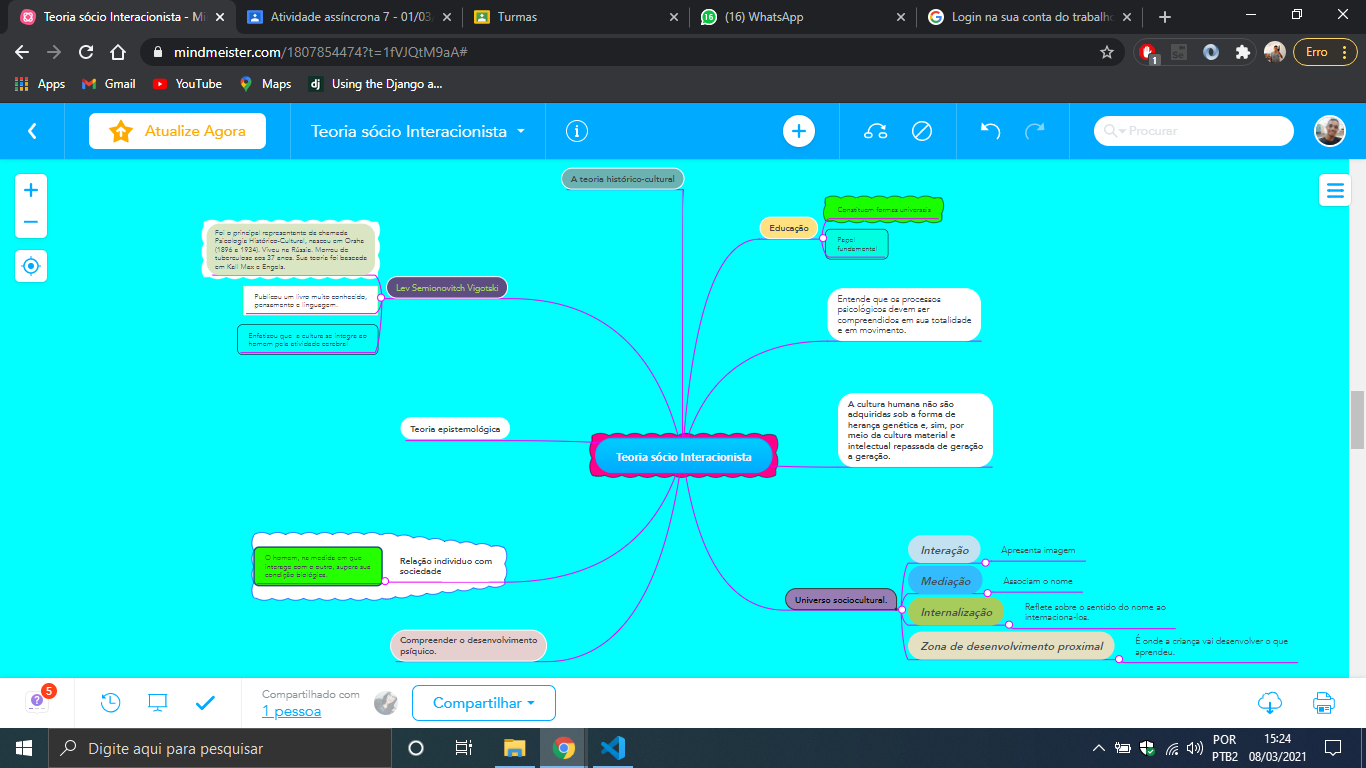 Teoria sócio Interacionista - Mi
Atividade assíncrona 7 - 01/03
Turmas
(16) WhatsApp
Login na sua conta do trabalho
mindmeister.com/1807854474?t=1fVJQtM9aA#
1
Erro
Apps
Gmail
YouTube
Maps
dj
Using the Django a...
Atualize Agora
Teoria sócio Interacionista
Procurar
A teoria histórico-cultural
Foi o principal representante da chamada
Psicologia Histórico-Cultural, nasceu em Orsha
(1896 a 1934). Viveu na Rússia. Morreu de
tuberculose aos 37 anos. Sua teoria foi baseada
em Kail Max e Engels.
Lev Semionovitch Vigotski
Publicou um livro muito conhecido,
pensamento e linguagem.
Enfatizou que a cultura se integra ao
homem pela atividade cerebral
Educação
Constituem formas universais
Papel
fundamental
Entende que os processos
psicológicos devem ser
compreendidos em sua totalidade
e em movimento.
A cultura humana não são
adquiridas sob a forma de
herança genética e, sim, por
meio da cultura material e
intelectual repassada de geração
a geração.
Teoria epistemológica
Teoria sócio Interacionista
O homem, na medida em que
interage com o outro, supera sua
condição biológica.
Relação individuo com
sociedade
Compreender o desenvolvimento
psíquico.
Universo sociocultural.
Interação
Apresenta imagem
Mediação
Associam o nome
Internalização
Reflete sobre o sentido do nome ao
internaciona-los.
Zona de desenvolvimento proximal
É onde a criança vai desenvolver o que
aprendeu.
5
Compartilhado com
1 pessoa
Compartilhar
Digite aqui para pesquisar
POR
PTB2
15:24
08/03/2021